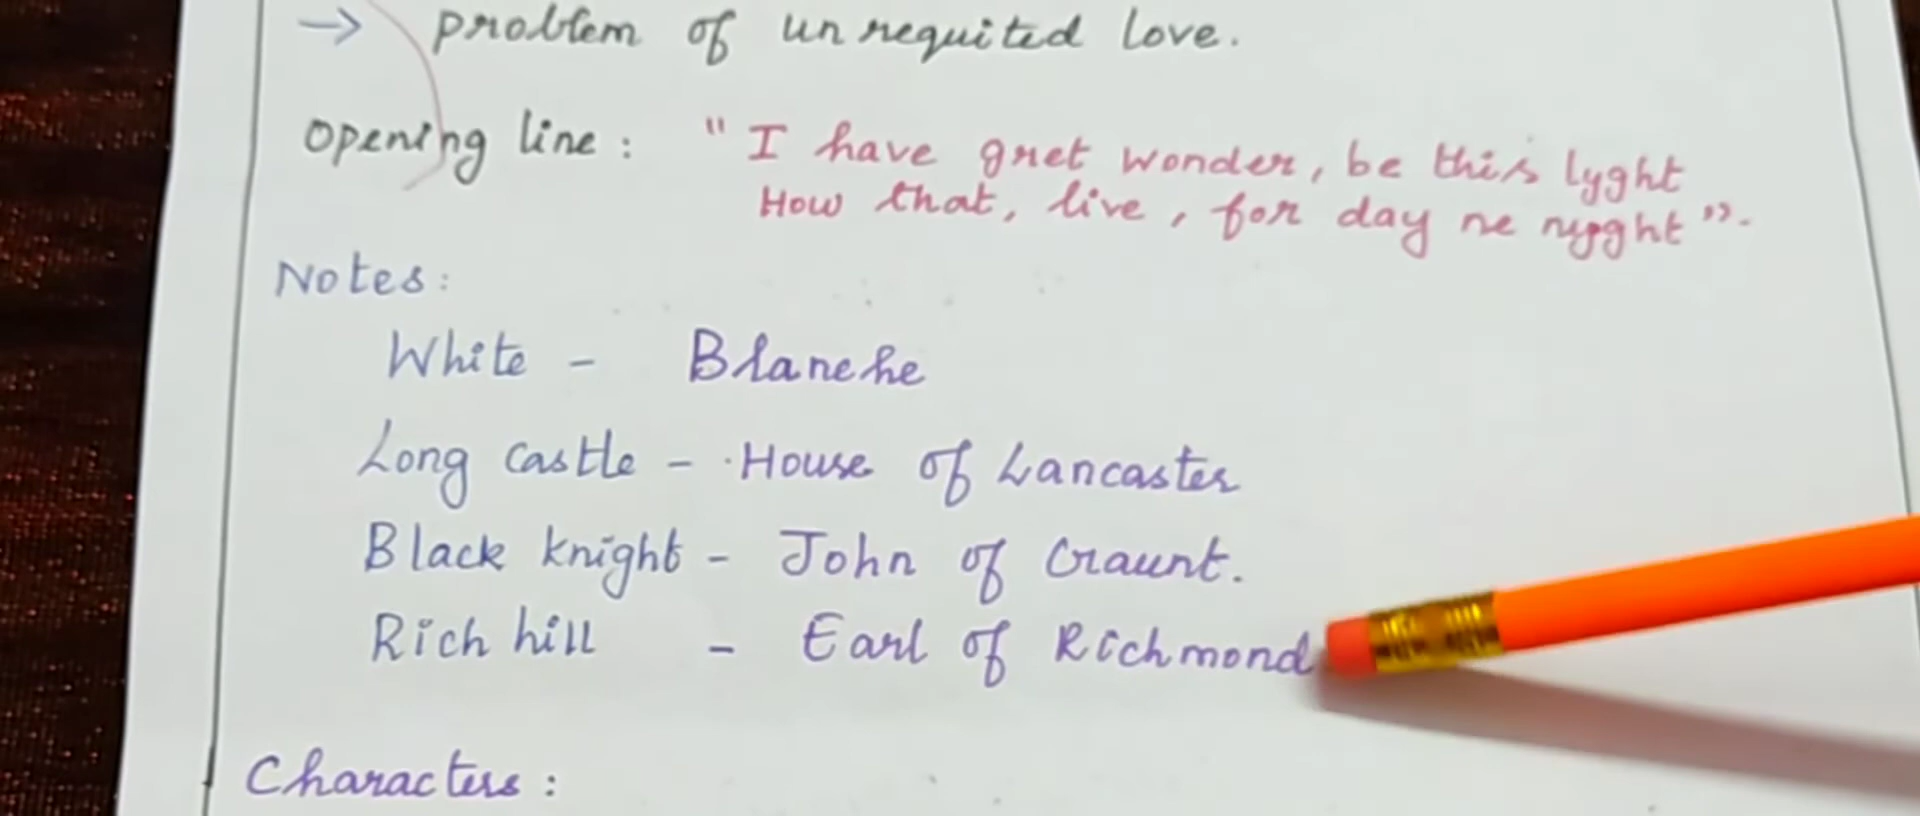 → problem of unrequited love.
Opening line: "I have gret wonder, be this lyght
How that, live, for day ne nyght".
Notes:
White - Blanche
Long castle - House of Lancaster
Black knight - John of Graunt.
Rich hill - Earl of Richmond
Characters: